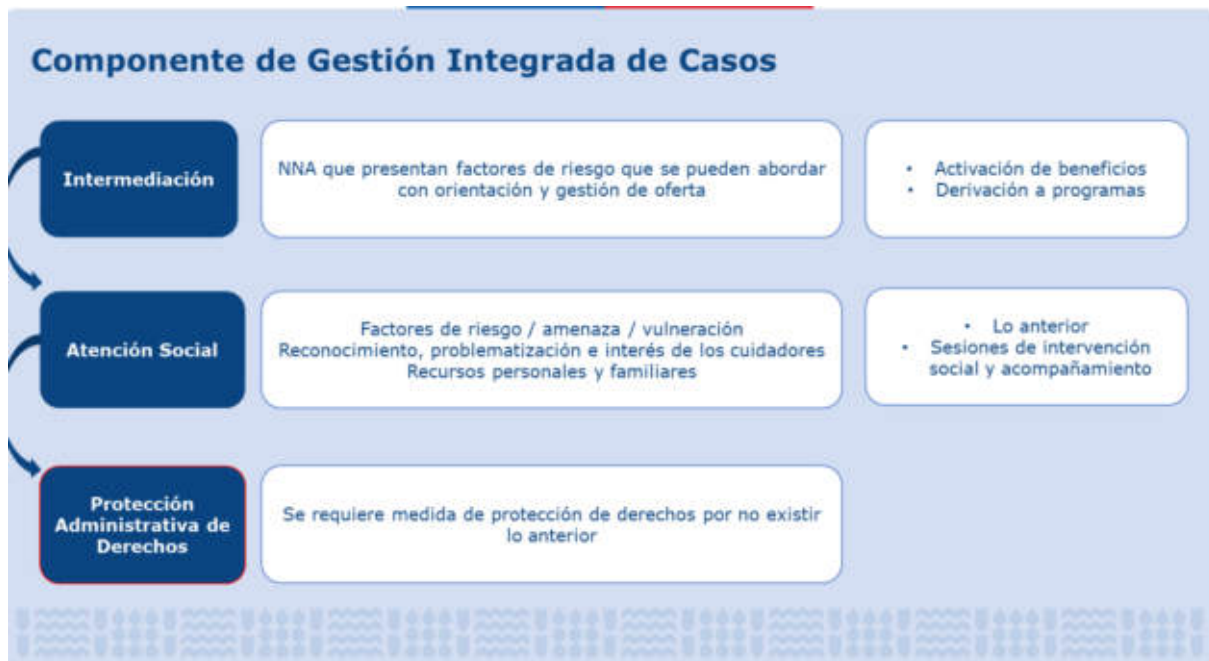 Componente de Gestión Integrada de Casos
Intermediación
NNA que presentan factores de riesgo que se pueden abordar
con orientación y gestión de oferta
• Activación de beneficios
• Derivación a programas
Atención Social
Factores de riesgo / amenaza / vulneración
Reconocimiento, problematización e interés de los cuidadores
Recursos personales y familiares
• Lo anterior
• Sesiones de intervención
social y acompañamiento
Protección
Administrativa de
Derechos
Se requiere medida de protección de derechos por no existir
lo anterior